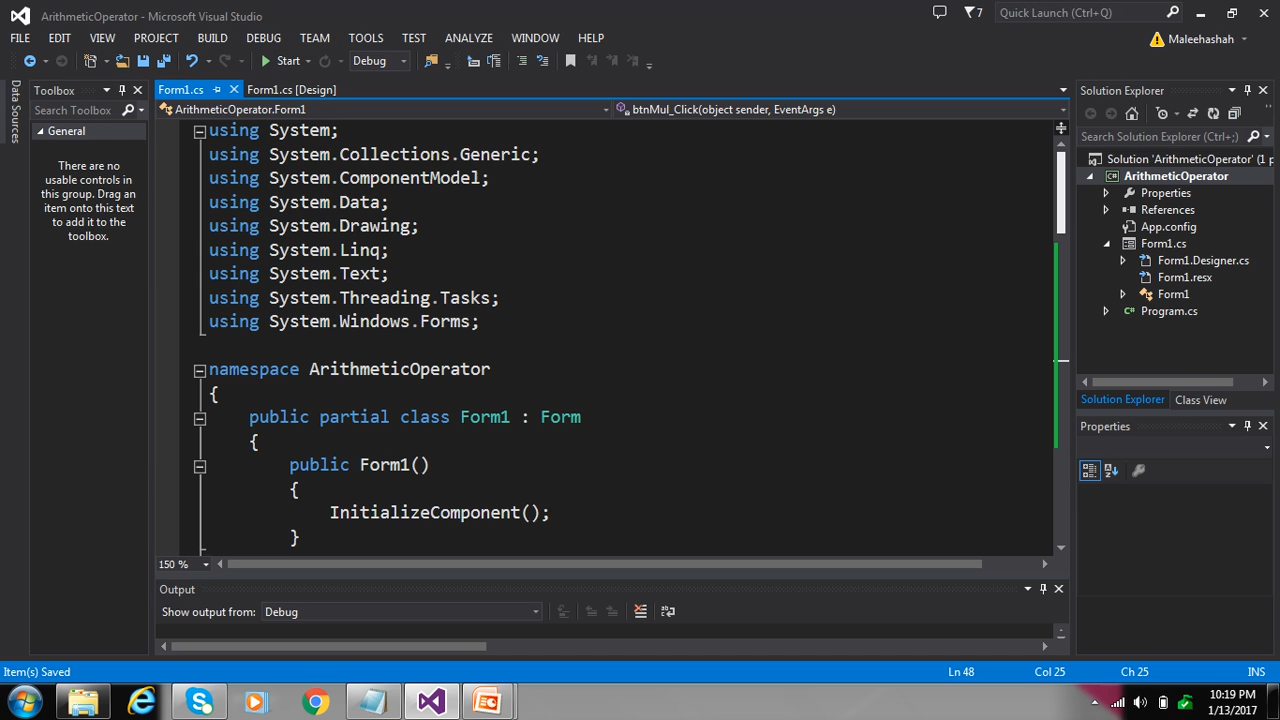 ArithmeticOperator - Microsoft Visual Studio
7
Quick Launch (Ctrl+Q)
FILE EDIT VIEW PROJECT BUILD DEBUG TEAM TOOLS TEST ANALYZE WINDOW HELP
Maleehashah
Start
Debug
Data Sources
Toolbox
Search Toolbox
General
There are no
usable controls in
this group. Drag an
item onto this text
to add it to the
toolbox.
Form1.cs
Form1.cs [Design]
ArithmeticOperator.Form1
btnMul_Click(object sender, EventArgs e)
using System;
using System.Collections.Generic;
using System.ComponentModel;
using System.Data;
using System.Drawing;
using System.Linq;
using System.Text;
using System.Threading.Tasks;
using System.Windows.Forms;
namespace ArithmeticOperator
{
public partial class Form1 : Form
{
public Form1()
{
InitializeComponent();
}
150 %
Output
Show output from: Debug
Solution Explorer
Search Solution Explorer (Ctrl+;)
Solution 'ArithmeticOperator' (1 p
C# ArithmeticOperator
Properties
References
App.config
Form1.cs
Form1.Designer.cs
Form1.resx
Form1
Program.cs
Solution Explorer Class View
Properties
Item(s) Saved
Ln 48
Col 25
Ch 25
INS
10:19 PM
1/13/2017